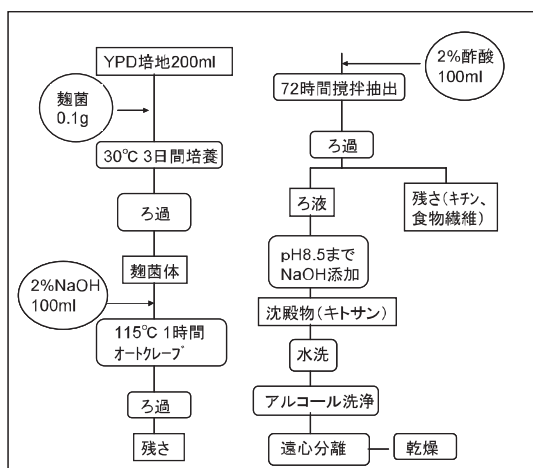 YPD培地200ml
麹菌
0.1g
30℃ 3日間培養
ろ過
麹菌体
2%NaOH
100ml
115℃ 1時間
オートクレーブ
ろ過
残さ
2%酢酸
100ml
72時間撹拌抽出
ろ過
ろ液
残さ(キチン、
食物繊維)
pH8.5まで
NaOH添加
沈殿物(キトサン)
水洗
アルコール洗浄
遠心分離
乾燥